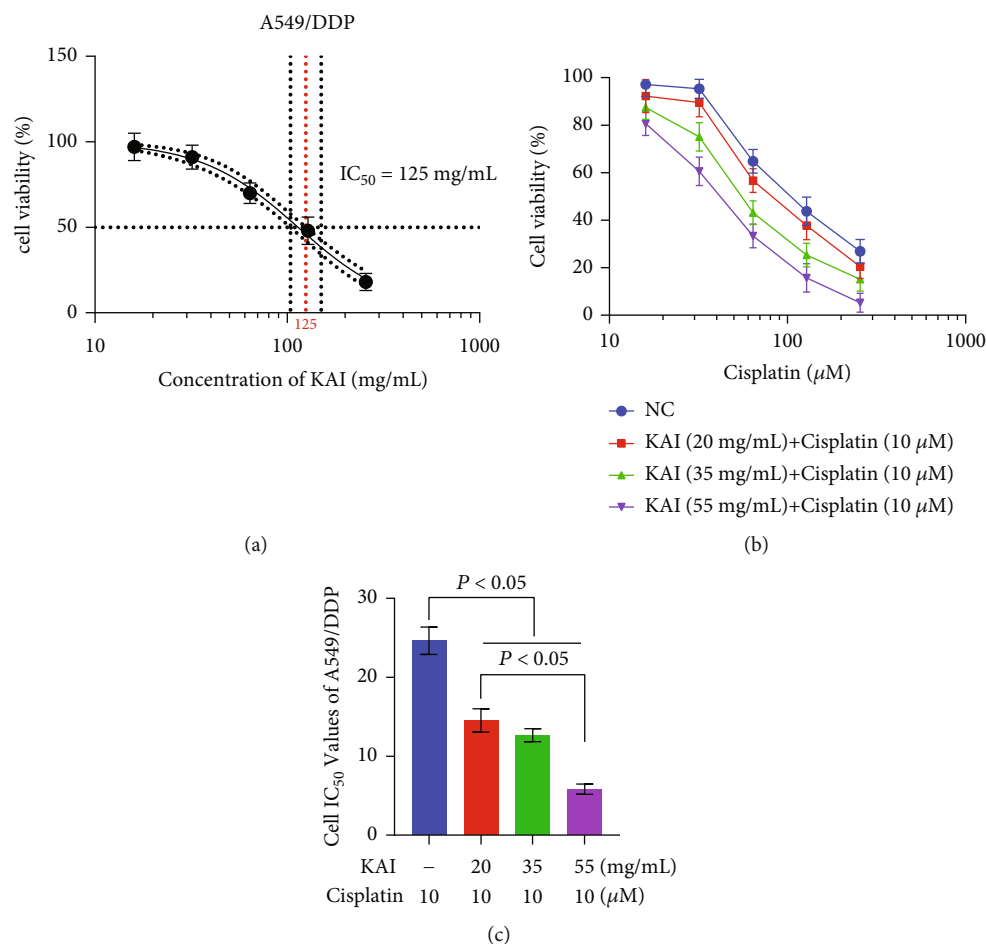 A549/DDP
150
100
50
0
cell viability (%)
IC50 = 125 mg/mL
125
10
100
1000
Concentration of KAI (mg/mL)
(a)
100
80
60
40
20
0
Cell viability (%)
10
100
1000
Cisplatin (μM)
NC
KAI (20 mg/mL)+Cisplatin (10 μM)
KAI (35 mg/mL)+Cisplatin (10 μM)
KAI (55 mg/mL)+Cisplatin (10 μM)
(b)
30
20
10
0
Cell IC50 Values of A549/DDP
P < 0.05
P < 0.05
KAI – 20 35 55 (mg/mL)
Cisplatin 10 10 10 10 (μM)
(c)